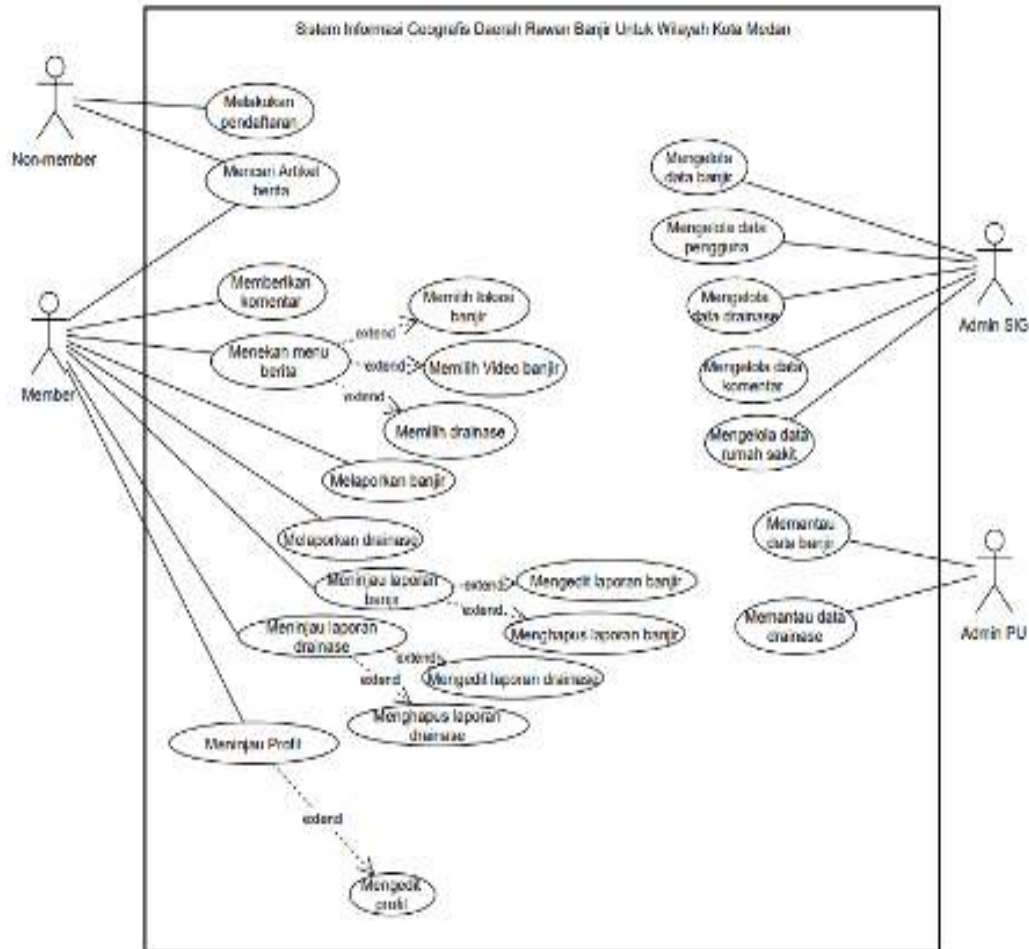 Sistem Informasi Geografis Daerah Rawan Banjir Untuk Wilayah Kota Medan
Non-member
Melakukan
pendaftaran
Mencari Artikel
berita
Member
Memberikan
komentar
Menekan menu
berita
extend
Memilih lokasi
banjir
extend
Memilih Video banjir
extend
Memilih drainase
Melaporkan banjir
Melaporkan drainase
Meninjau laporan
banjir
extend
Mengedit laporan banjir
extend
Menghapus laporan banjir
Meninjau laporan
drainase
extend
Mengedit laporan drainase
extend
Menghapus laporan
drainase
Meninjau Profil
extend
Mengedit
profil
Mengelola
data banjir
Mengelola data
pengguna
Mengelola
data drainase
Mengelola data
komentar
Mengelola data
rumah sakit
Admin SIG
Memantau
data banjir
Memantau data
drainase
Admin PU